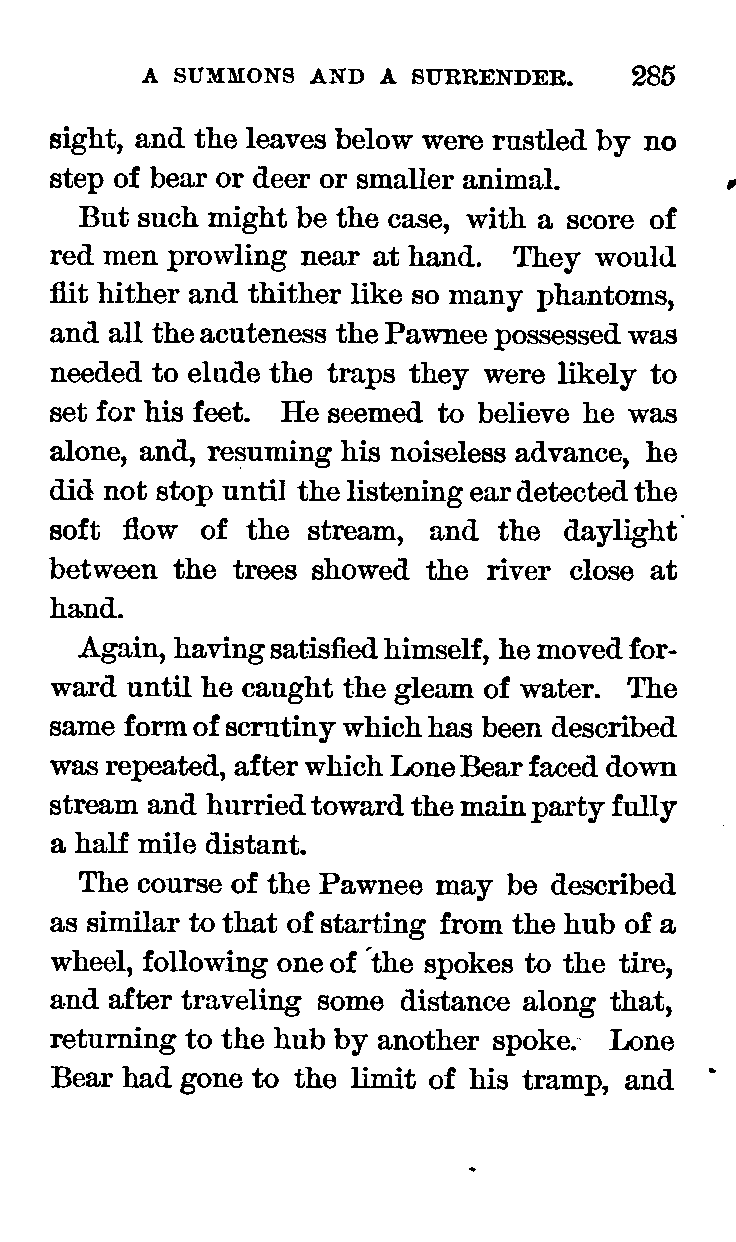 A SUMMONS AND A SURRENDER. 285
sight, and the leaves below were rustled by no
step of bear or deer or smaller animal.
But such might be the case, with a score of
red men prowling near at hand. They would
flit hither and thither like so many phantoms,
and all the acuteness the Pawnee possessed was
needed to elude the traps they were likely to
set for his feet. He seemed to believe he was
alone, and, resuming his noiseless advance, he
did not stop until the listening ear detected the
soft flow of the stream, and the daylight
between the trees showed the river close at
hand.
Again, having satisfied himself, he moved for-
ward until he caught the gleam of water. The
same form of scrutiny which has been described
was repeated, after which Lone Bear faced down
stream and hurried toward the main party fully
a half mile distant.
The course of the Pawnee may be described
as similar to that of starting from the hub of a
wheel, following one of the spokes to the tire,
and after traveling some distance along that,
returning to the hub by another spoke. Lone
Bear had gone to the limit of his tramp, and